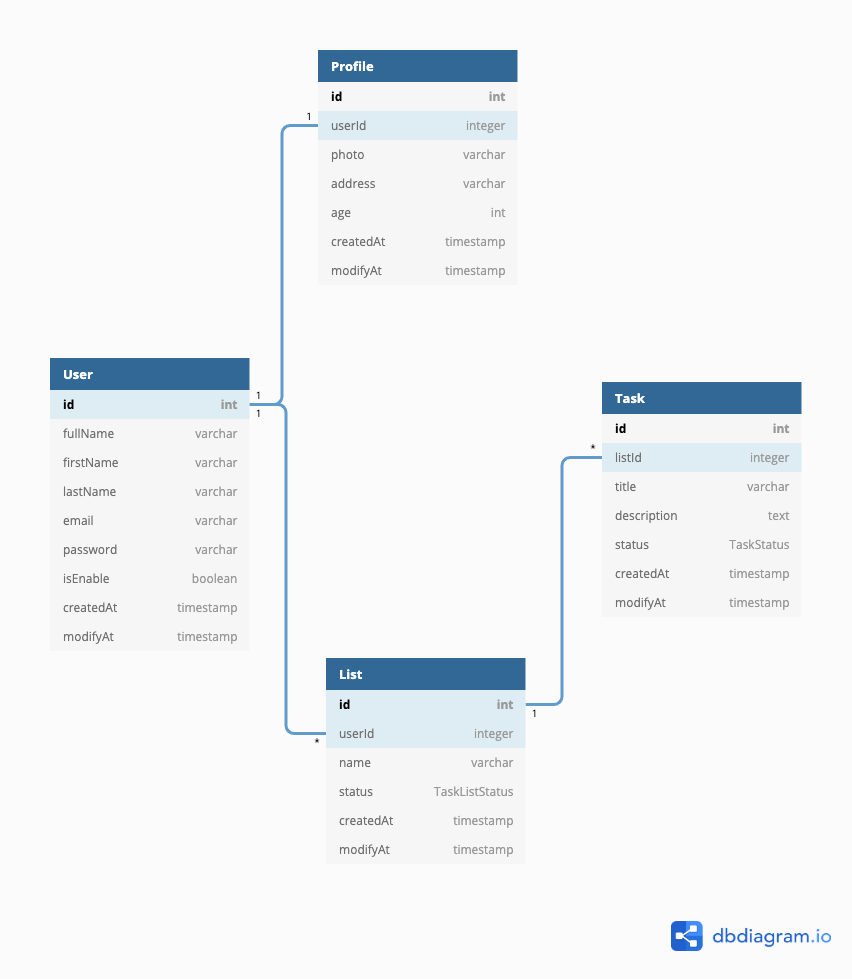 Profile
id int
1
userId integer
photo varchar
address varchar
age int
createdAt timestamp
modifyAt timestamp
User
id int
1
1
fullName varchar
firstName varchar
lastName varchar
email varchar
password varchar
isEnable boolean
createdAt timestamp
modifyAt timestamp
Task
id int
*
listId integer
title varchar
description text
status TaskStatus
createdAt timestamp
modifyAt timestamp
List
id int
1
userId integer
*
name varchar
status TaskListStatus
createdAt timestamp
modifyAt timestamp
dbdiagram.io